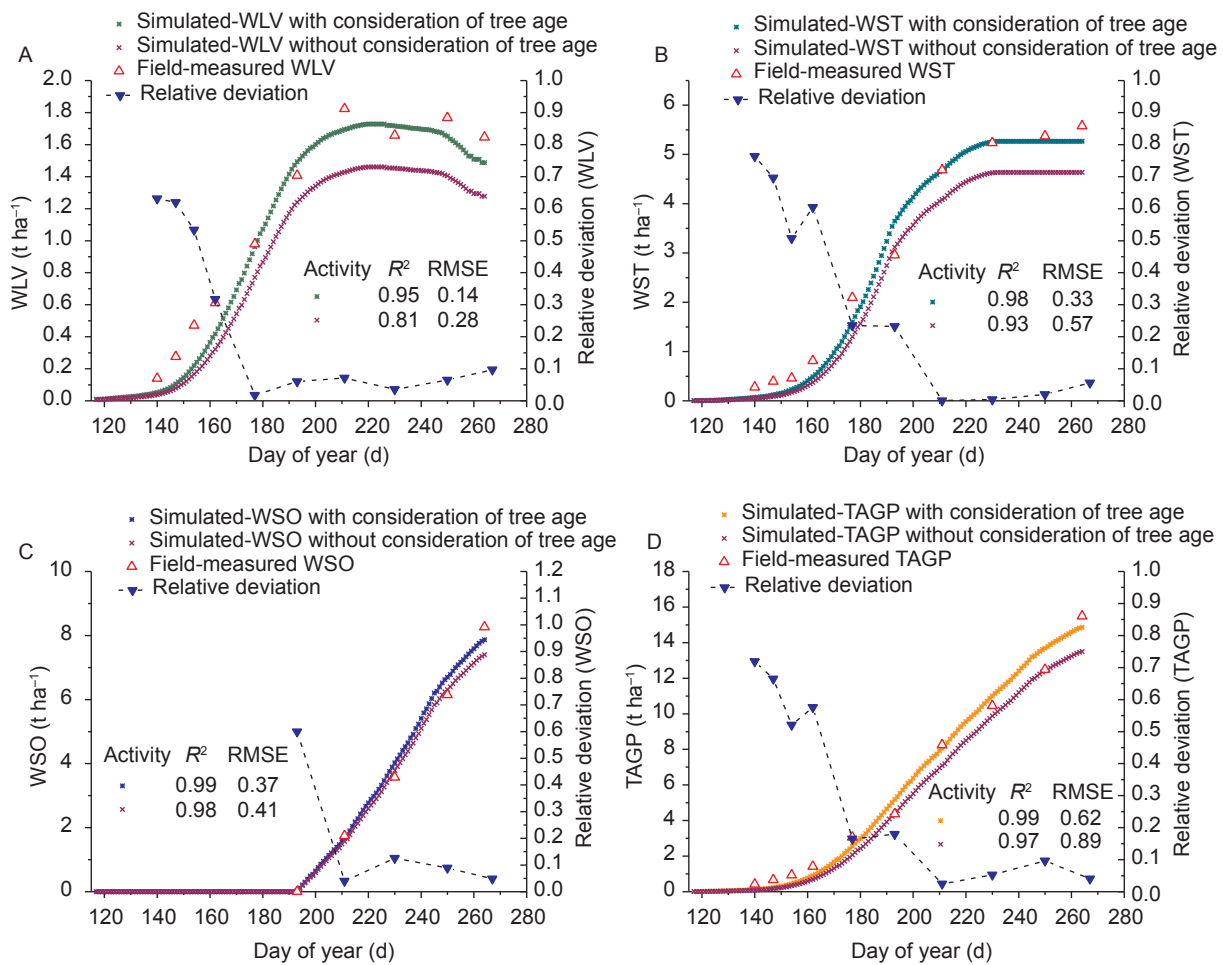 A
Simulated-WLV with consideration of tree age
Simulated-WLV without consideration of tree age
Field-measured WLV
Relative deviation
2.0
1.8
1.6
1.4
1.2
1.0
0.8
0.6
0.4
0.2
0.0
WLV (t ha⁻¹)
1.0
0.9
0.8
0.7
0.6
0.5
0.4
0.3
0.2
0.1
0.0
Relative deviation (WLV)
Activity R² RMSE
0.95 0.14
0.81 0.28
120 140 160 180 200 220 240 260 280
Day of year (d)
B
Simulated-WST with consideration of tree age
Simulated-WST without consideration of tree age
Field-measured WST
Relative deviation
6
5
4
3
2
1
0
WST (t ha⁻¹)
1.0
0.9
0.8
0.7
0.6
0.5
0.4
0.3
0.2
0.1
0.0
Relative deviation (WST)
Activity R² RMSE
0.98 0.33
0.93 0.57
120 140 160 180 200 220 240 260 280
Day of year (d)
C
Simulated-WSO with consideration of tree age
Simulated-WSO without consideration of tree age
Field-measured WSO
Relative deviation
10
8
6
4
2
0
WSO (t ha⁻¹)
1.2
1.1
1.0
0.9
0.8
0.7
0.6
0.5
0.4
0.3
0.2
0.1
0.0
Relative deviation (WSO)
Activity R² RMSE
0.99 0.37
0.98 0.41
120 140 160 180 200 220 240 260 280
Day of year (d)
D
Simulated-TAGP with consideration of tree age
Simulated-TAGP without consideration of tree age
Field-measured TAGP
Relative deviation
18
16
14
12
10
8
6
4
2
0
TAGP (t ha⁻¹)
1.0
0.9
0.8
0.7
0.6
0.5
0.4
0.3
0.2
0.1
0.0
Relative deviation (TAGP)
Activity R² RMSE
0.99 0.62
0.97 0.89
120 140 160 180 200 220 240 260 280
Day of year (d)